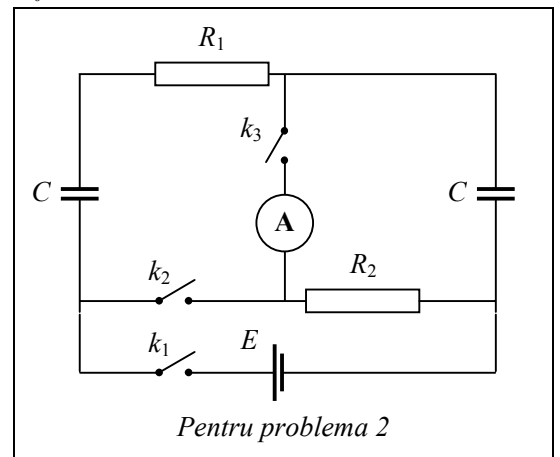 R₁
k₃
C
C
A
k₂
R₂
k₁
E
Pentru problema 2